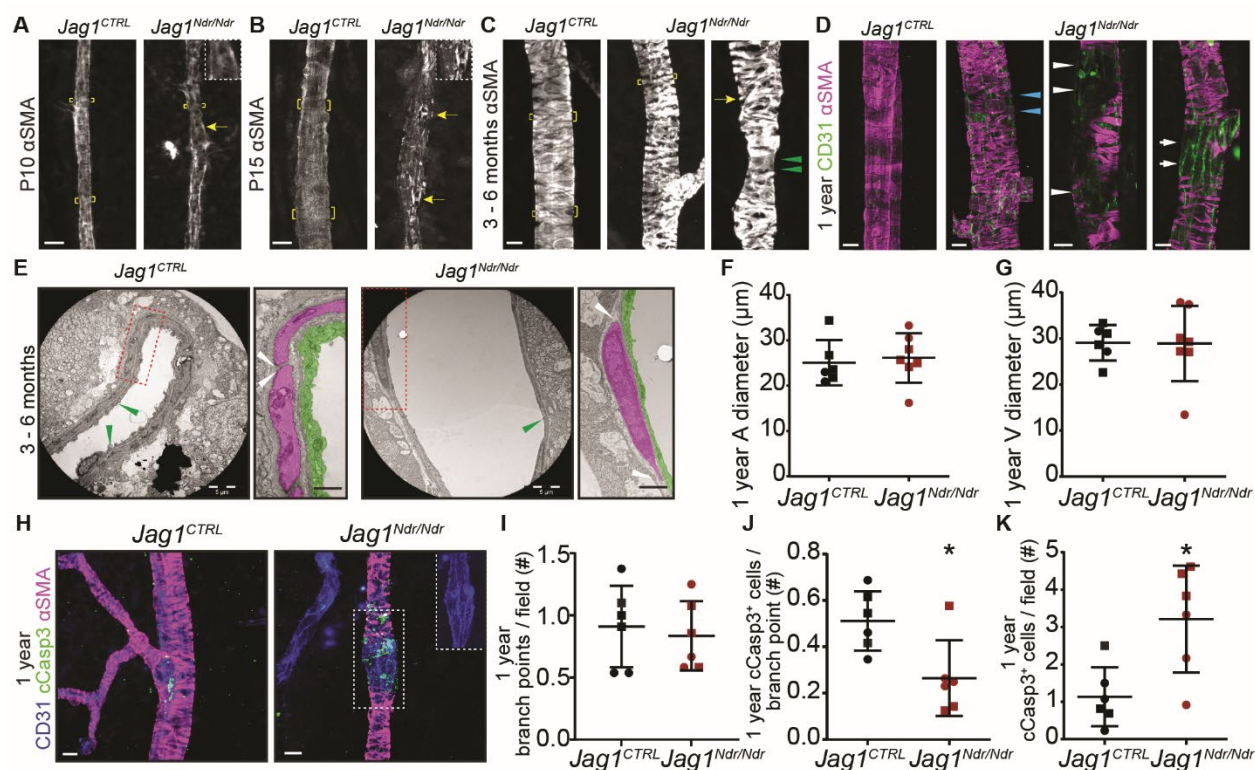 A
Jag1CTRL
Jag1Ndr/Ndr
P10 αSMA
B
Jag1CTRL
Jag1Ndr/Ndr
P15 αSMA
C
Jag1CTRL
Jag1Ndr/Ndr
3 - 6 months αSMA
D
Jag1CTRL
Jag1Ndr/Ndr
1 year CD31 αSMA
E
Jag1CTRL
Jag1Ndr/Ndr
3 - 6 months
5 µm
5 µm
F
1 year A diameter (µm)
40
30
20
10
0
Jag1CTRL
Jag1Ndr/Ndr
G
1 year V diameter (µm)
40
30
20
10
0
Jag1CTRL
Jag1Ndr/Ndr
H
Jag1CTRL
Jag1Ndr/Ndr
1 year
CD31 cCasp3 αSMA
I
1 year
branch points / field (#)
1.5
1.0
0.5
0.0
Jag1CTRL
Jag1Ndr/Ndr
J
1 year cCasp3+ cells /
branch point (#)
0.8
0.6
0.4
0.2
0
*
Jag1CTRL
Jag1Ndr/Ndr
K
1 year
cCasp3+ cells / field (#)
5
4
3
2
1
0
*
Jag1CTRL
Jag1Ndr/Ndr